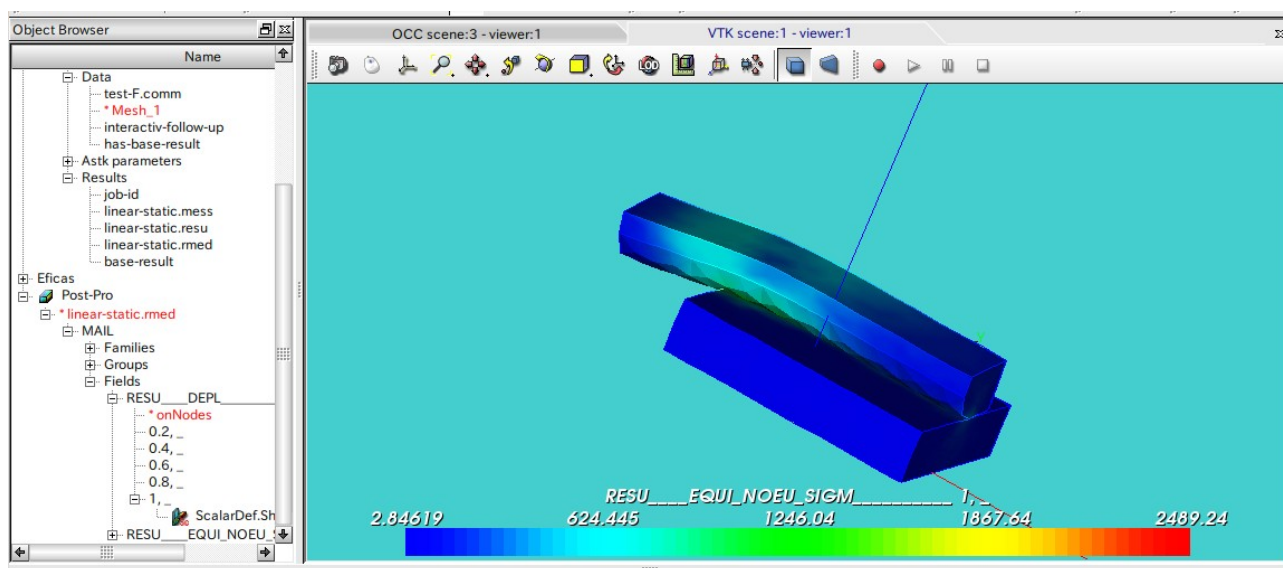 Object Browser
OCC scene:3 - viewer:1
VTK scene:1 - viewer:1
Name
Data
test-F.comm
* Mesh_1
interactiv-follow-up
has-base-result
Astk parameters
Results
job-id
linear-static.mess
linear-static.resu
linear-static.rmed
base-result
Eficas
Post-Pro
* linear-static.rmed
MAIL
Families
Groups
Fields
RESU____DEPL______
* onNodes
0.2, _
0.4, _
0.6, _
0.8, _
1, _
ScalarDef.Sh
RESU____EQUI_NOEU_S
LOD
RESU____EQUI_NOEU_SIGM__________ 1, _
2.84619 624.445 1246.04 1867.64 2489.24